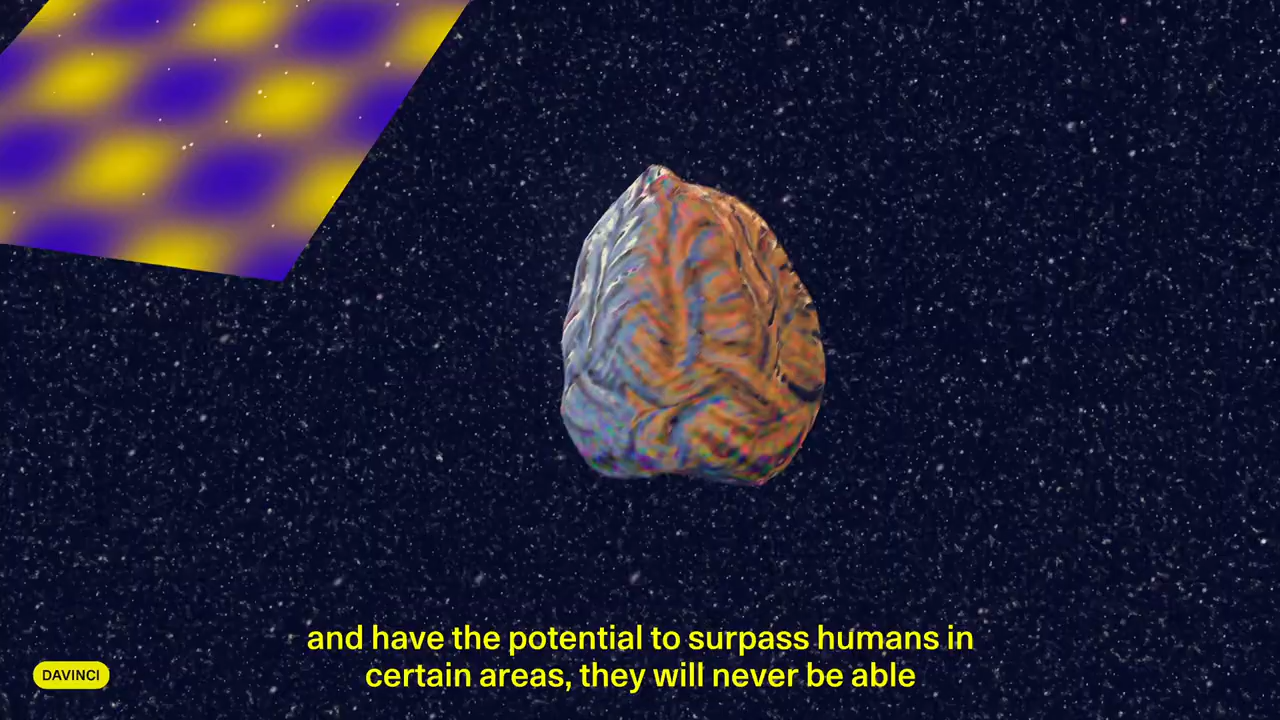 and have the potential to surpass humans in
certain areas, they will never be able
DAVINCI